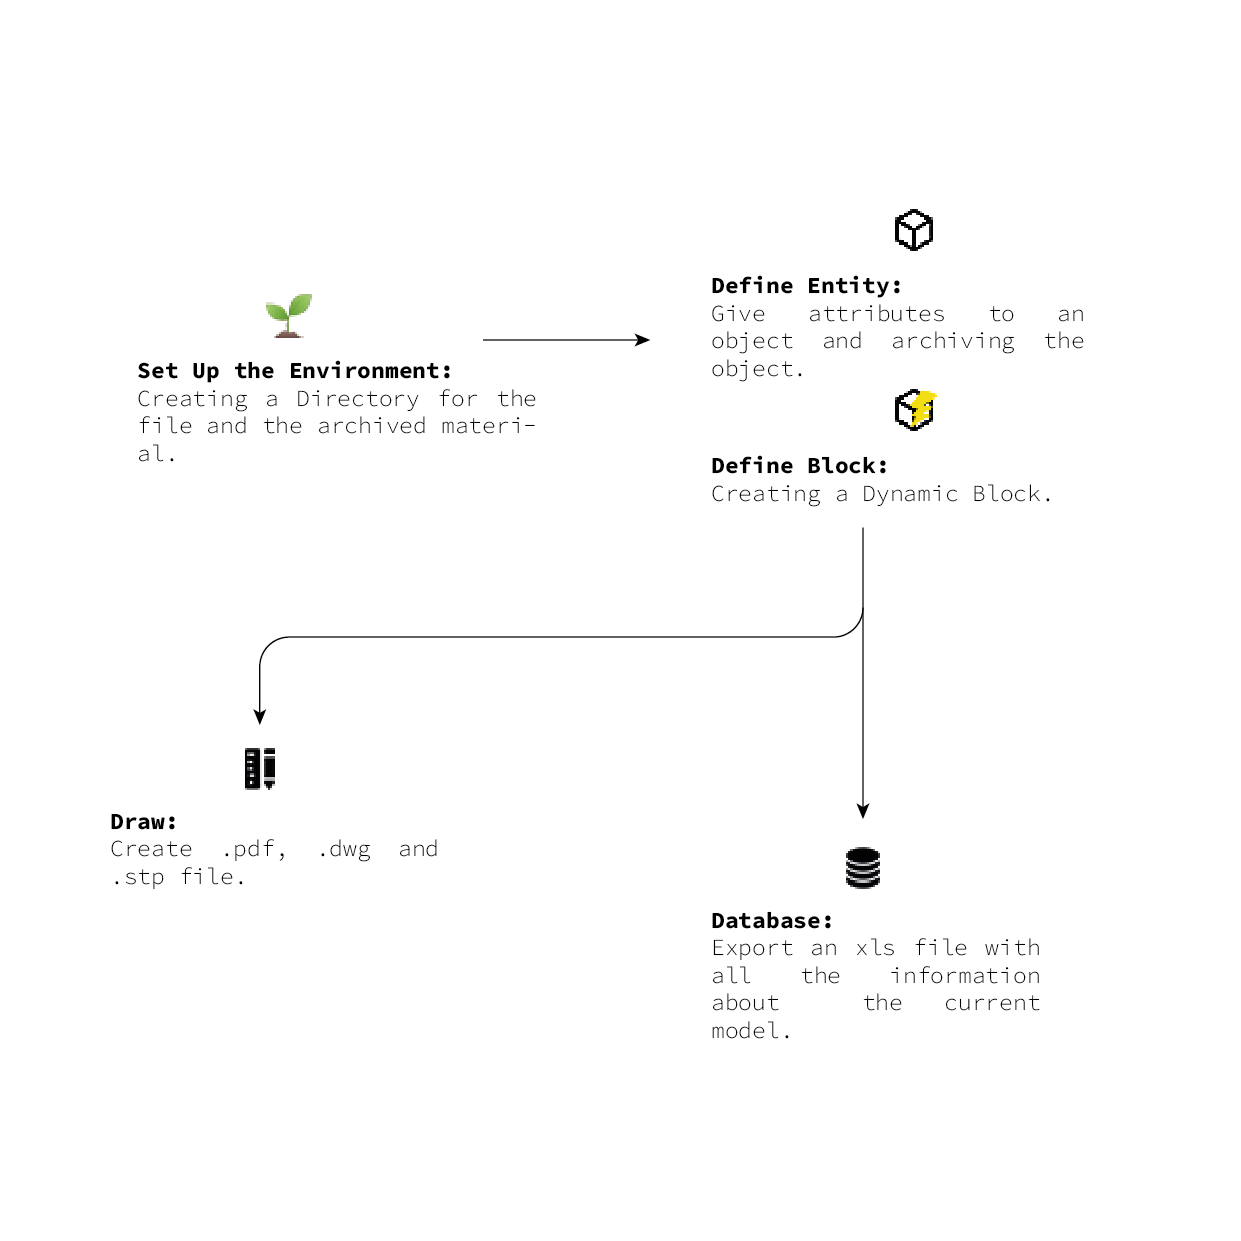 Set Up the Environment:
Creating a Directory for the
file and the archived materi-
al.
Define Entity:
Give attributes to an
object and archiving the
object.
Define Block:
Creating a Dynamic Block.
Draw:
Create .pdf, .dwg and
.stp file.
Database:
Export an xls file with
all the information
about the current
model.